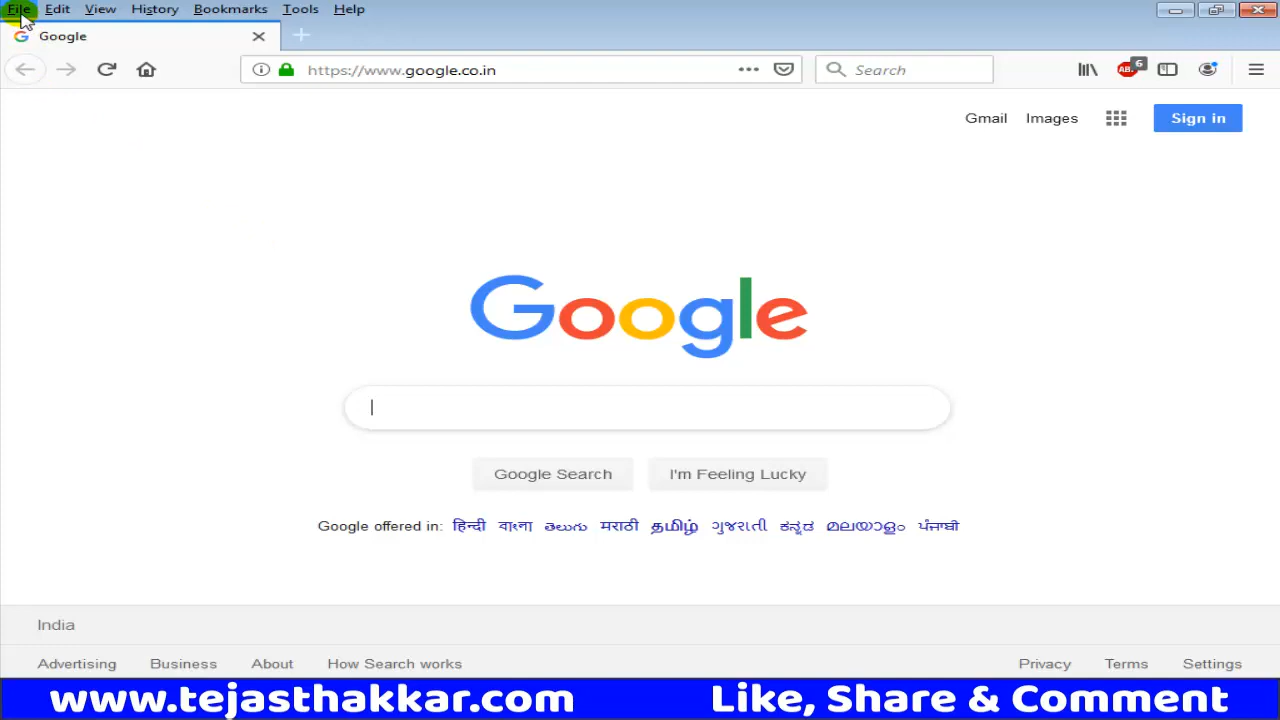 File Edit View History Bookmarks Tools Help
Google
https://www.google.co.in
Search
ABP 6
Gmail Images Sign in
Google
Google Search I'm Feeling Lucky
Google offered in: हिन्दी বাংলা తెలుగు मराठी தமிழ் ગુજરાતી ಕನ್ನಡ മലയാളം ਪੰਜਾਬੀ
India
Advertising Business About How Search works Privacy Terms Settings
www.tejasthakkar.com Like, Share & Comment